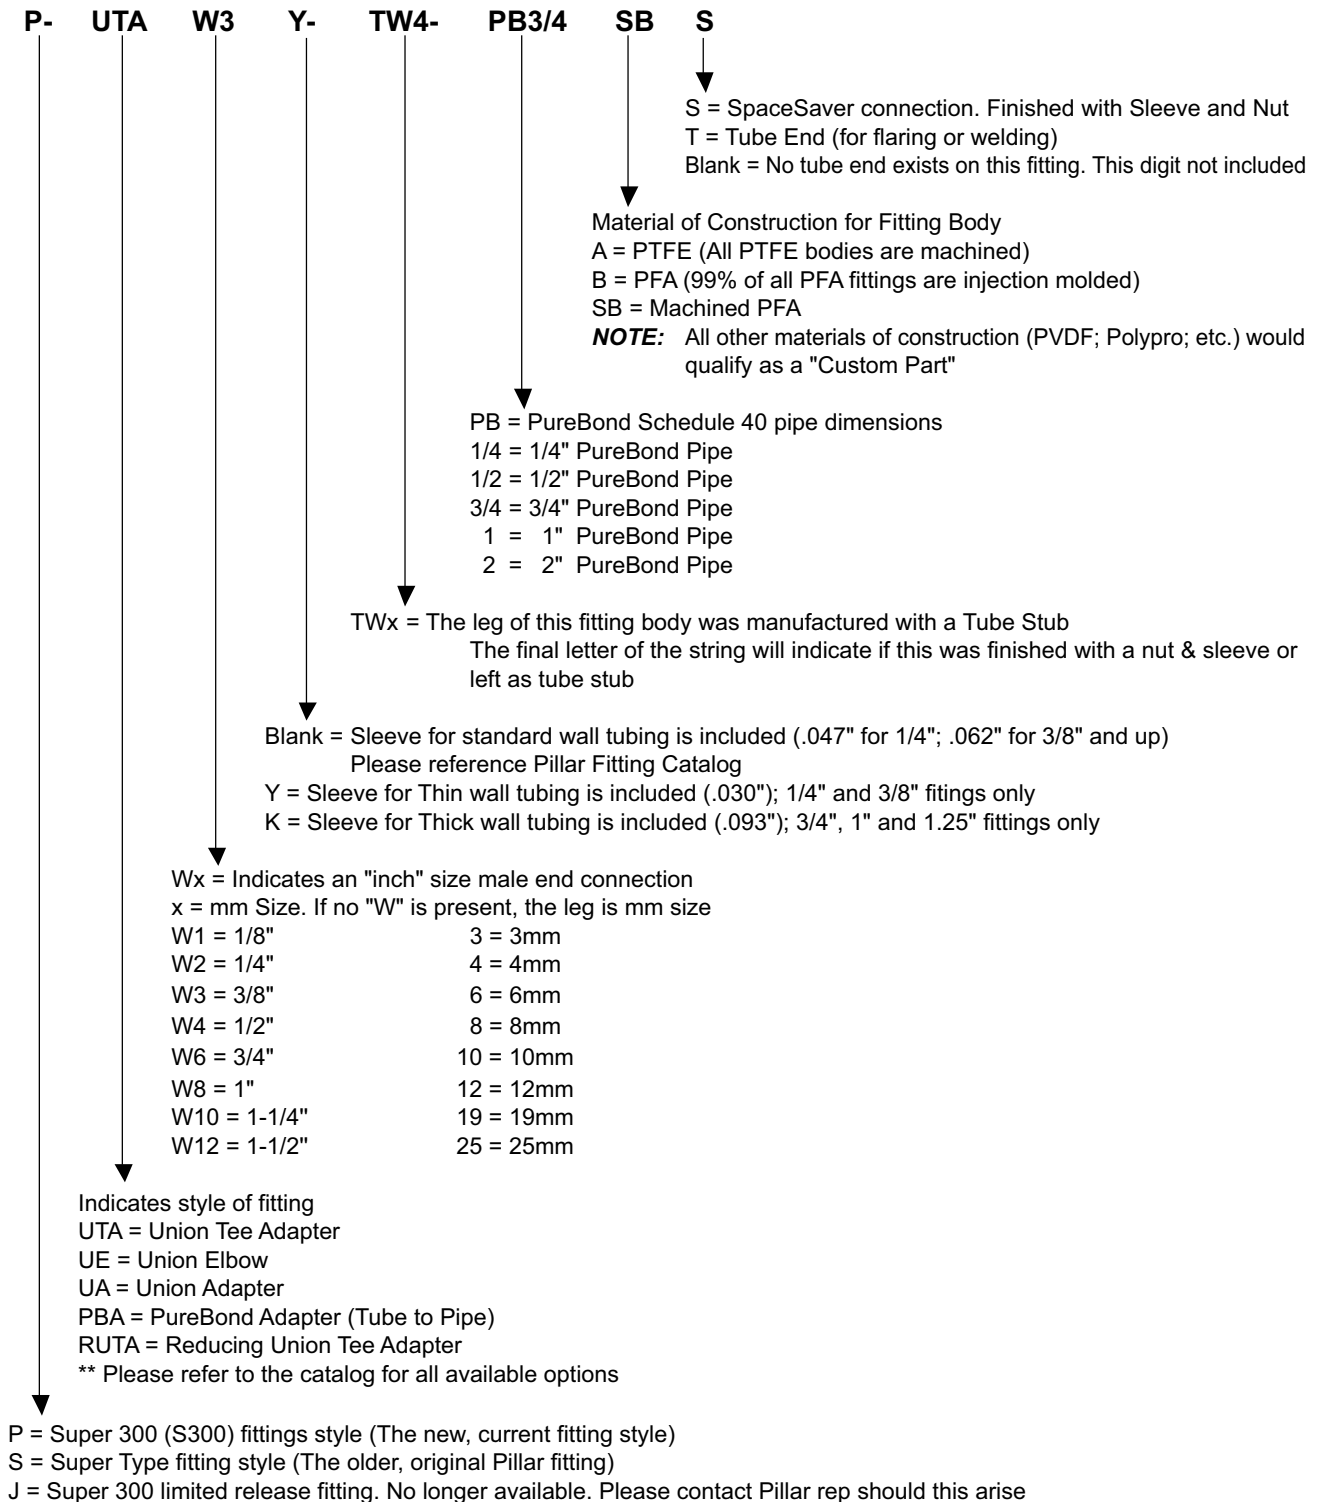 P- UTA W3 Y- TW4- PB3/4 SB S
S = SpaceSaver connection. Finished with Sleeve and Nut
T = Tube End (for flaring or welding)
Blank = No tube end exists on this fitting. This digit not included
Material of Construction for Fitting Body
A = PTFE (All PTFE bodies are machined)
B = PFA (99% of all PFA fittings are injection molded)
SB = Machined PFA
NOTE: All other materials of construction (PVDF; Polypro; etc.) would
qualify as a "Custom Part"
PB = PureBond Schedule 40 pipe dimensions
1/4 = 1/4" PureBond Pipe
1/2 = 1/2" PureBond Pipe
3/4 = 3/4" PureBond Pipe
1 = 1" PureBond Pipe
2 = 2" PureBond Pipe
TWx = The leg of this fitting body was manufactured with a Tube Stub
The final letter of the string will indicate if this was finished with a nut & sleeve or
left as tube stub
Blank = Sleeve for standard wall tubing is included (.047" for 1/4"; .062" for 3/8" and up)
Please reference Pillar Fitting Catalog
Y = Sleeve for Thin wall tubing is included (.030"); 1/4" and 3/8" fitings only
K = Sleeve for Thick wall tubing is included (.093"); 3/4", 1" and 1.25" fittings only
Wx = Indicates an "inch" size male end connection
x = mm Size. If no "W" is present, the leg is mm size
W1 = 1/8" 3 = 3mm
W2 = 1/4" 4 = 4mm
W3 = 3/8" 6 = 6mm
W4 = 1/2" 8 = 8mm
W6 = 3/4" 10 = 10mm
W8 = 1" 12 = 12mm
W10 = 1-1/4" 19 = 19mm
W12 = 1-1/2" 25 = 25mm
Indicates style of fitting
UTA = Union Tee Adapter
UE = Union Elbow
UA = Union Adapter
PBA = PureBond Adapter (Tube to Pipe)
RUTA = Reducing Union Tee Adapter
** Please refer to the catalog for all available options
P = Super 300 (S300) fittings style (The new, current fitting style)
S = Super Type fitting style (The older, original Pillar fitting)
J = Super 300 limited release fitting. No longer available. Please contact Pillar rep should this arise